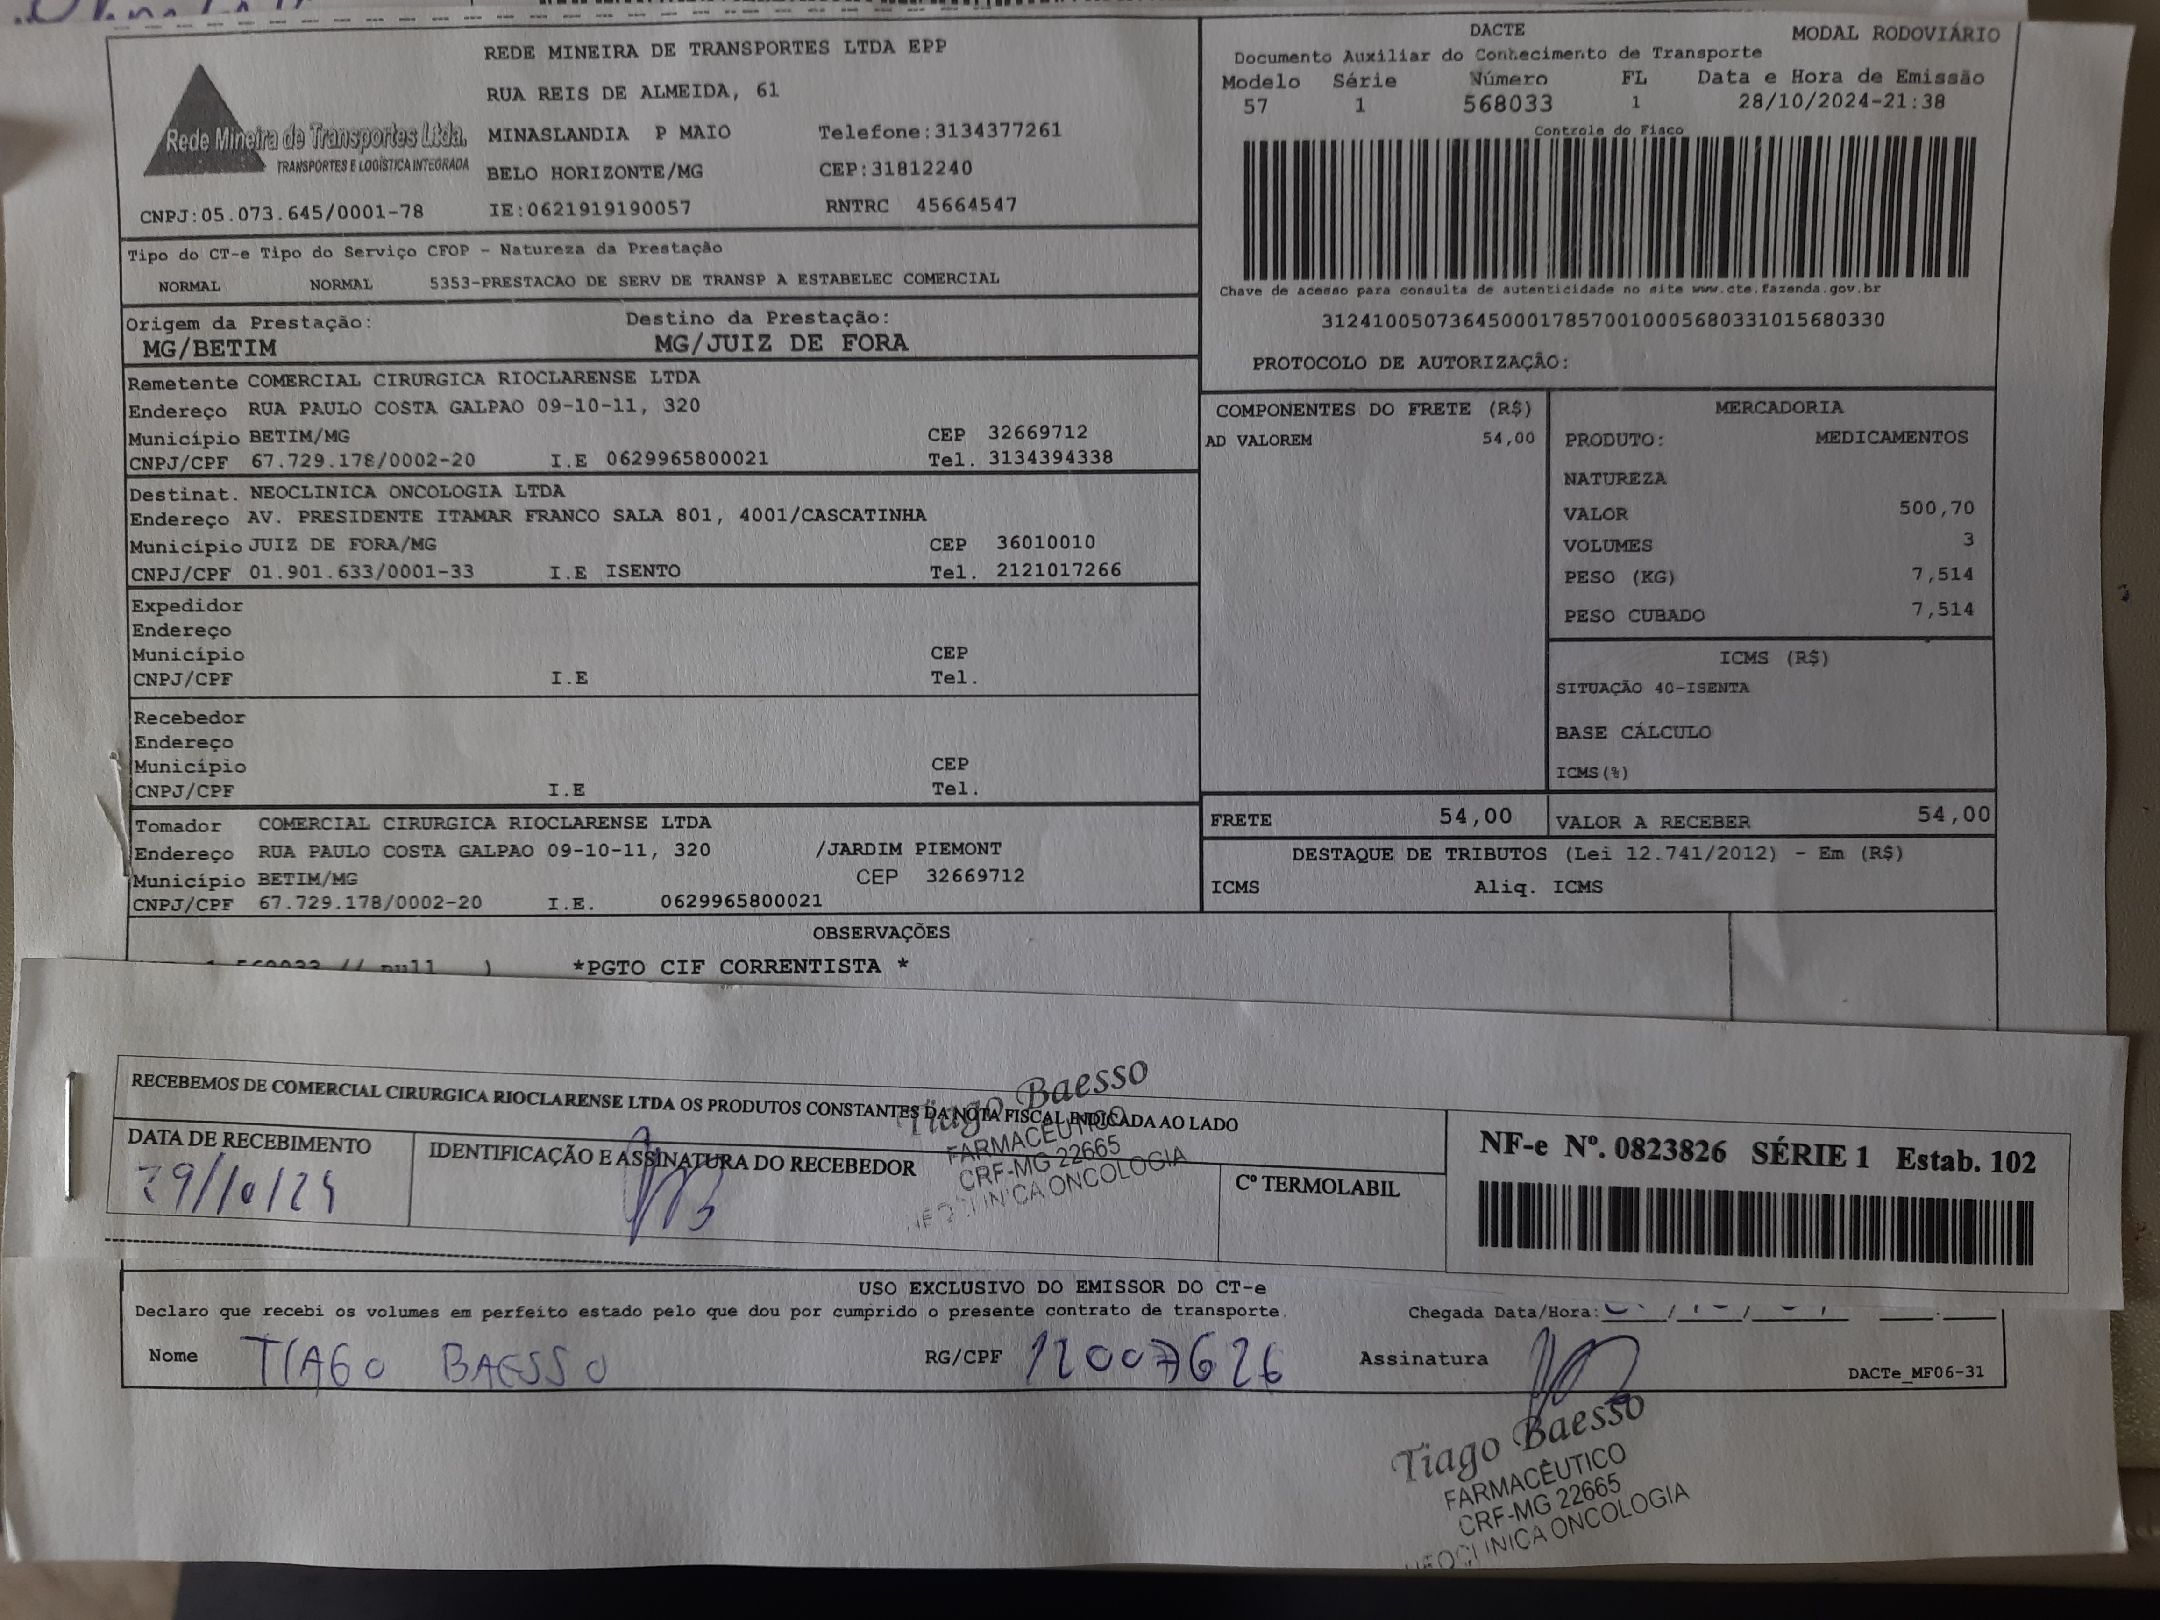 REDE MINEIRA DE TRANSPORTES LTDA EPP
RUA REIS DE ALMEIDA, 61
MINASLANDIA P MAIO Telefone:3134377261
BELO HORIZONTE/MG CEP:31812240
CNPJ:05.073.645/0001-78 IE:0621919190057 RNTRC 45664547
Rede Mineira de Transportes Ltda.
TRANSPORTES E LOGÍSTICA INTEGRADA
DACTE MODAL RODOVIÁRIO
Documento Auxiliar do Conhecimento de Transporte
Modelo Série Número FL Data e Hora de Emissão
57 1 568033 1 28/10/2024-21:38
Controle do Fisco
Chave de acesso para consulta de autenticidade no site www.cte.fazenda.gov.br
31241005073645000178570010005680331015680330
PROTOCOLO DE AUTORIZAÇÃO:
Tipo do CT-e Tipo do Serviço CFOP - Natureza da Prestação
NORMAL NORMAL 5353-PRESTACAO DE SERV DE TRANSP A ESTABELEC COMERCIAL
Origem da Prestação: Destino da Prestação:
MG/BETIM MG/JUIZ DE FORA
Remetente COMERCIAL CIRURGICA RIOCLARENSE LTDA
Endereço RUA PAULO COSTA GALPAO 09-10-11, 320
Município BETIM/MG CEP 32669712
CNPJ/CPF 67.729.178/0002-20 I.E 0629965800021 Tel. 3134394338
Destinat. NEOCLINICA ONCOLOGIA LTDA
Endereço AV. PRESIDENTE ITAMAR FRANCO SALA 801, 4001/CASCATINHA
Município JUIZ DE FORA/MG CEP 36010010
CNPJ/CPF 01.901.633/0001-33 I.E ISENTO Tel. 2121017266
Expedidor
Endereço
Município CEP
CNPJ/CPF I.E Tel.
Recebedor
Endereço
Município CEP
CNPJ/CPF I.E Tel.
Tomador COMERCIAL CIRURGICA RIOCLARENSE LTDA
Endereço RUA PAULO COSTA GALPAO 09-10-11, 320 /JARDIM PIEMONT
Município BETIM/MG CEP 32669712
CNPJ/CPF 67.729.178/0002-20 I.E. 0629965800021
COMPONENTES DO FRETE (R$)
AD VALOREM 54,00
MERCADORIA
PRODUTO: MEDICAMENTOS
NATUREZA
VALOR 500,70
VOLUMES 3
PESO (KG) 7,514
PESO CUBADO 7,514
ICMS (R$)
SITUAÇÃO 40-ISENTA
BASE CÁLCULO
ICMS(%)
FRETE 54,00 VALOR A RECEBER 54,00
DESTAQUE DE TRIBUTOS (Lei 12.741/2012) - Em (R$)
ICMS Aliq. ICMS
OBSERVAÇÕES
1 568033 // null ) *PGTO CIF CORRENTISTA *
RECEBEMOS DE COMERCIAL CIRURGICA RIOCLARENSE LTDA OS PRODUTOS CONSTANTES DA NOTA FISCAL INDICADA AO LADO
DATA DE RECEBIMENTO IDENTIFICAÇÃO E ASSINATURA DO RECEBEDOR
29/10/24
Cº TERMOLABIL
NF-e Nº. 0823826 SÉRIE 1 Estab. 102
Tiago Baesso
FARMACÊUTICO
CRF-MG 22665
NEOCLINICA ONCOLOGIA
USO EXCLUSIVO DO EMISSOR DO CT-e
Declaro que recebi os volumes em perfeito estado pelo que dou por cumprido o presente contrato de transporte. Chegada Data/Hora:
Nome TIAGO BAESSO RG/CPF 12007626 Assinatura
DACTe_MF06-31
Tiago Baesso
FARMACÊUTICO
CRF-MG 22665
NEOCLINICA ONCOLOGIA